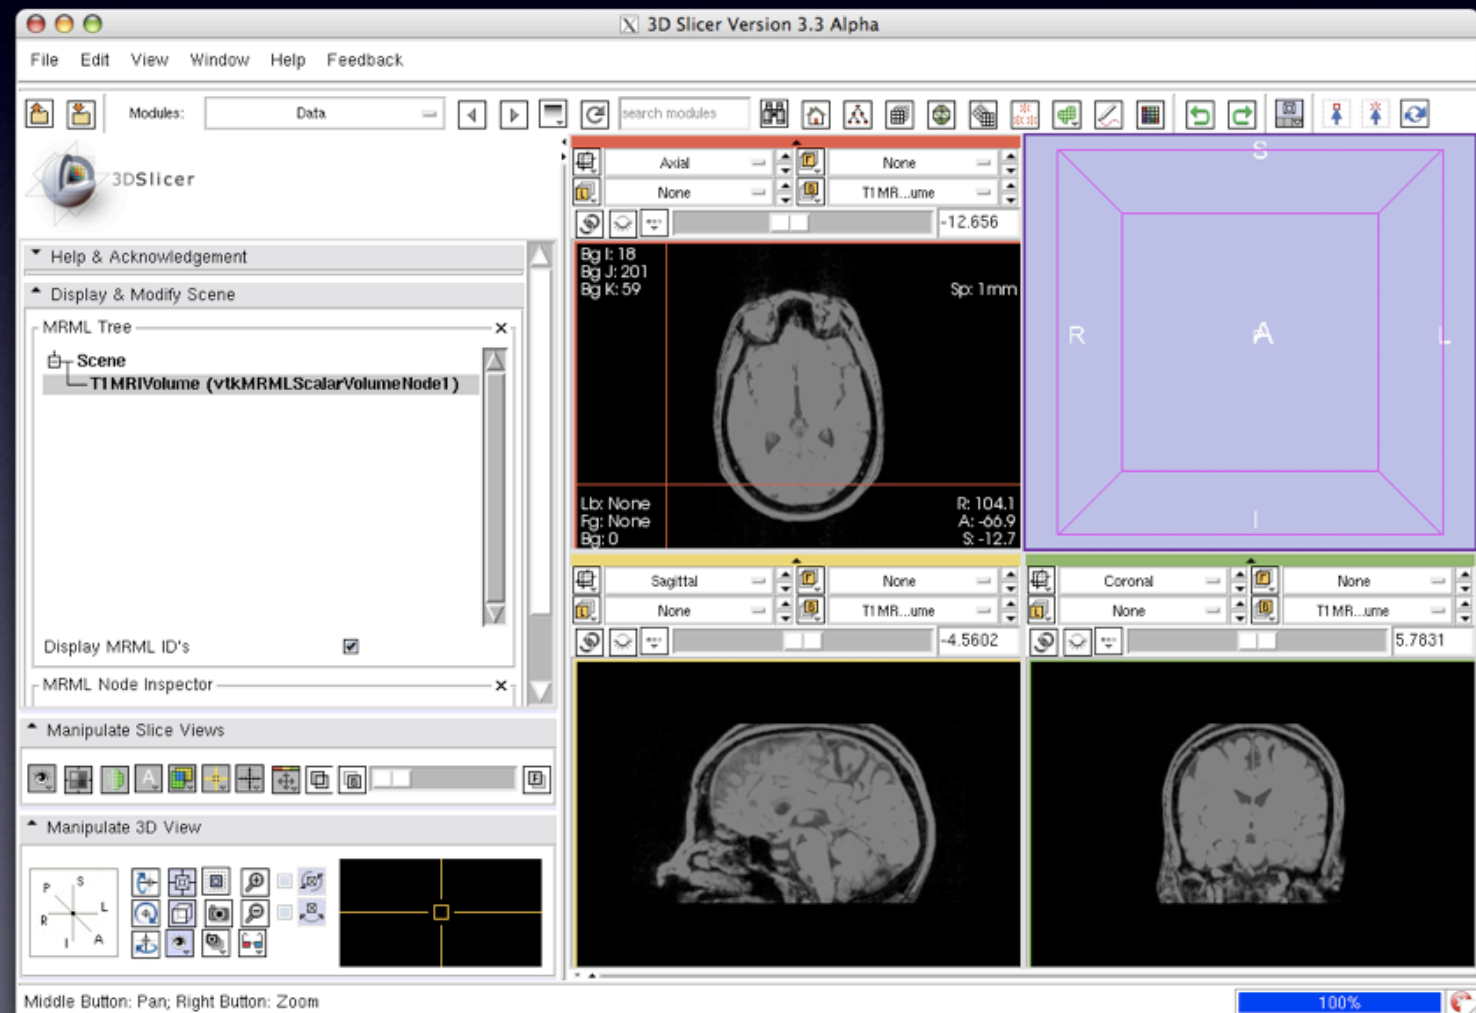 3D Slicer Version 3.3 Alpha
File Edit View Window Help Feedback
Modules: Data search modules
3DSlicer
Help & Acknowledgement
Display & Modify Scene
MRML Tree
Scene
T1MRIVolume (vtkMRMLScalarVolumeNode1)
Display MRML ID's
MRML Node Inspector
Manipulate Slice Views
A
Manipulate 3D View
P S
R L
I A
Axial None
None T1MR...ume
-12.656
Bg I: 18
Bg J: 201
Bg K: 59 Sp: 1mm
Lb: None R: 104.1
Fg: None A: -66.9
Bg: 0 S: -12.7
S
R A L
I
Sagittal None
None T1MR...ume
-4.5602
Coronal None
None T1MR...ume
5.7831
Middle Button: Pan; Right Button: Zoom 100%